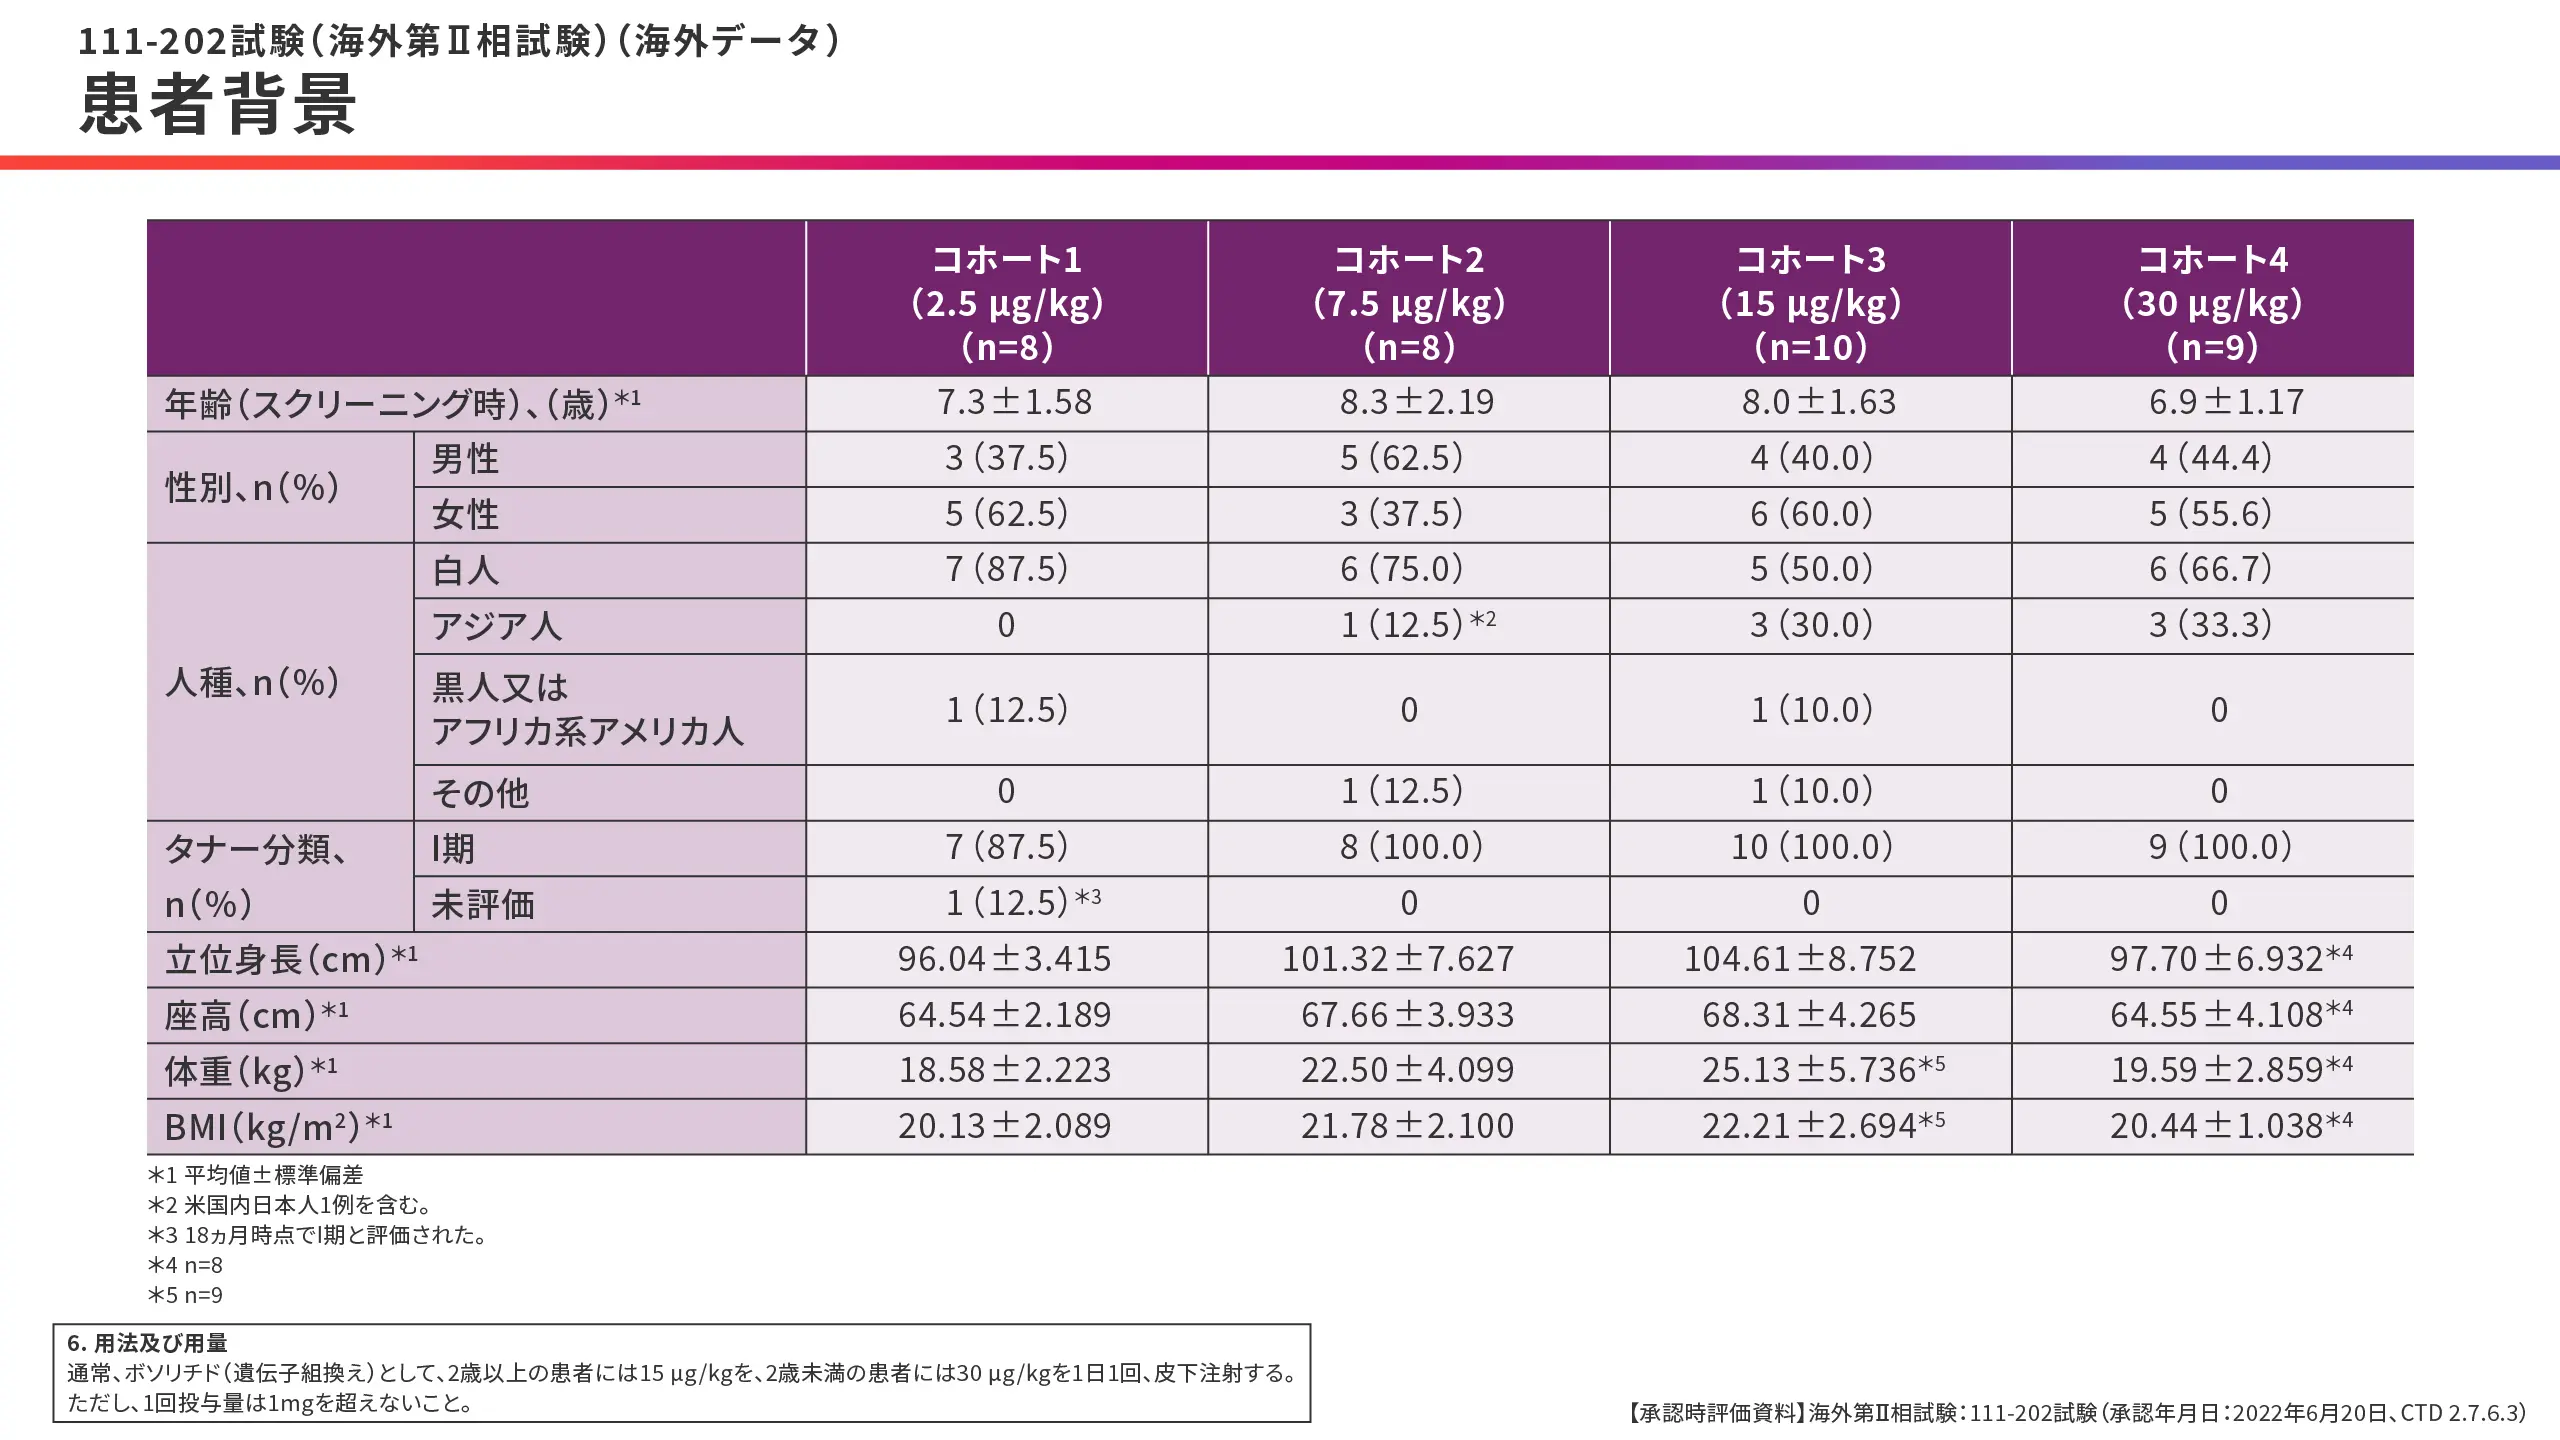 111-202試験（海外第Ⅱ相試験）（海外データ）
患者背景
コホート1 （2.5 µg/kg） （n=8）
コホート2 （7.5 µg/kg） （n=8）
コホート3 （15 µg/kg） （n=10）
コホート4 （30 µg/kg） （n=9）
年齢（スクリーニング時）、（歳）＊1 7.3±1.58 8.3±2.19 8.0±1.63 6.9±1.17
性別、n（%）
男性 3（37.5） 5（62.5） 4（40.0） 4（44.4）
女性 5（62.5） 3（37.5） 6（60.0） 5（55.6）
人種、n（%）
白人 7（87.5） 6（75.0） 5（50.0） 6（66.7）
アジア人 0 1（12.5）＊2 3（30.0） 3（33.3）
黒人又は
アフリカ系アメリカ人 1（12.5） 0 1（10.0） 0
その他 0 1（12.5） 1（10.0） 0
タナー分類、
n（%）
I期 7（87.5） 8（100.0） 10（100.0） 9（100.0）
未評価 1（12.5）＊3 0 0 0
立位身長（cm）＊1 96.04±3.415 101.32±7.627 104.61±8.752 97.70±6.932＊4
座高（cm）＊1 64.54±2.189 67.66±3.933 68.31±4.265 64.55±4.108＊4
体重（kg）＊1 18.58±2.223 22.50±4.099 25.13±5.736＊5 19.59±2.859＊4
BMI（kg/m²）＊1 20.13±2.089 21.78±2.100 22.21±2.694＊5 20.44±1.038＊4
＊1 平均値±標準偏差
＊2 米国内日本人1例を含む。
＊3 18ヵ月時点でI期と評価された。
＊4 n=8
＊5 n=9
6. 用法及び用量
通常、ボソリチド（遺伝子組換え）として、2歳以上の患者には15 µg/kgを、2歳未満の患者には30 µg/kgを1日1回、皮下注射する。
ただし、1回投与量は1mgを超えないこと。
【承認時評価資料】海外第Ⅱ相試験：111-202試験（承認年月日：2022年6月20日、CTD 2.7.6.3）